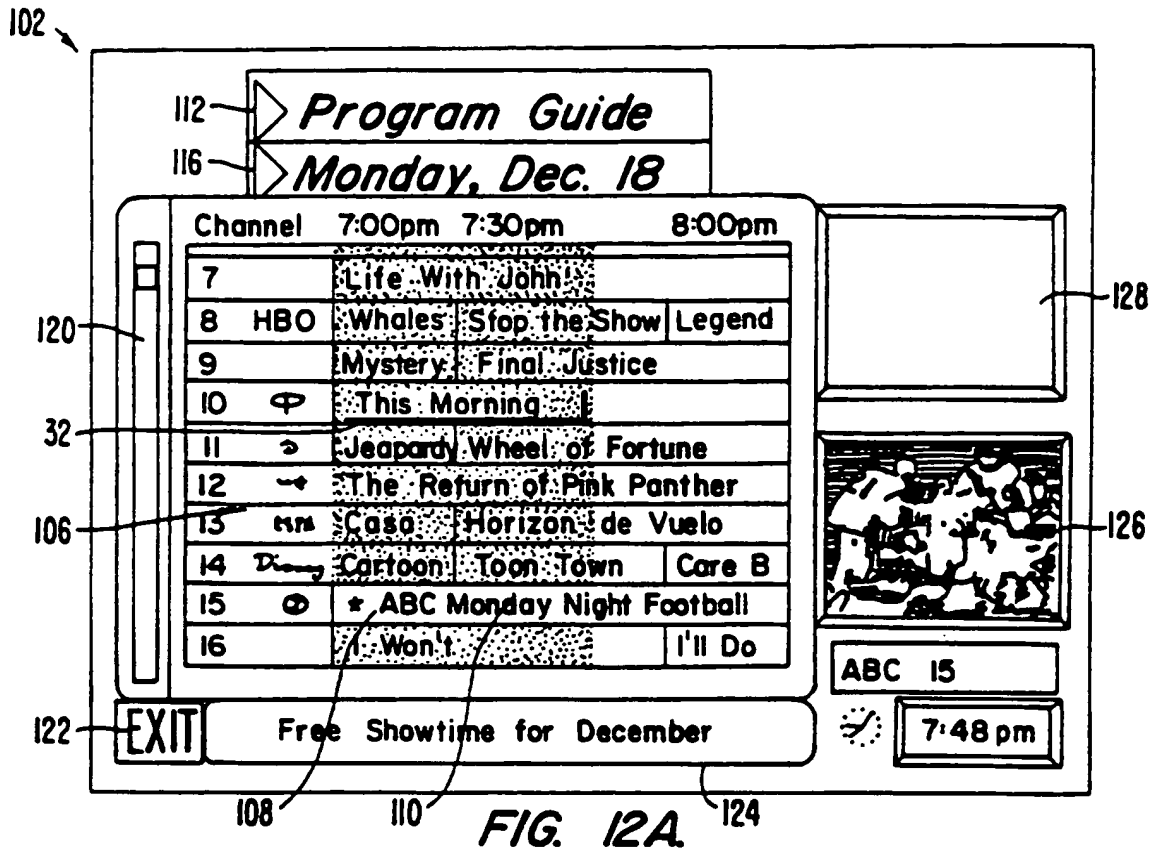 102
112
Program Guide
116
Monday, Dec. 18
Channel 7:00pm 7:30pm 8:00pm
7 Life With John
8 HBO Whales Stop the Show Legend
128
120
9 Mystery Final Justice
10 This Morning
32
11 Jeapardy Wheel of Fortune
12 The Return of Pink Panther
106
13 Casa Horizon de Vuelo
126
14 Disney Cartoon Toon Town Care B
15 * ABC Monday Night Football
16 I Won't I'll Do
ABC 15
122
EXIT
Free Showtime for December
7:48 pm
108
110
124
FIG. 12A.